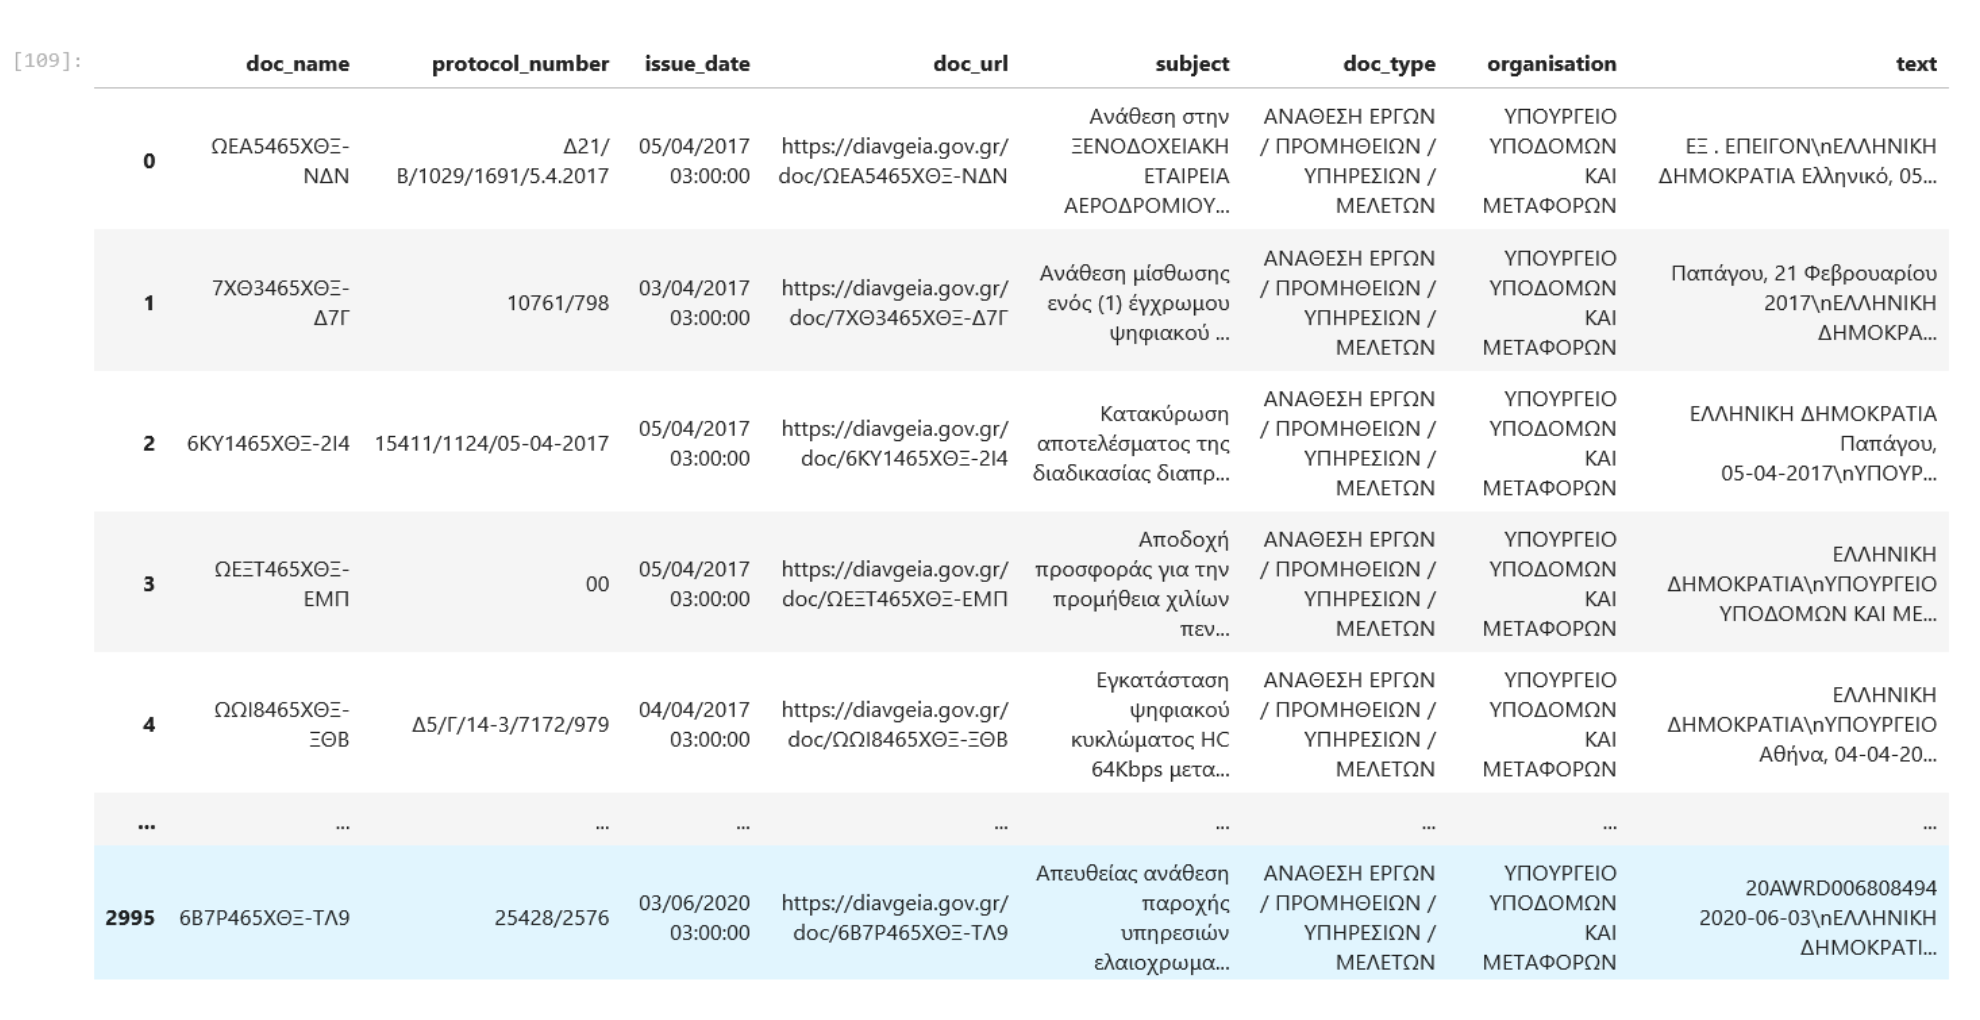 [109]:
doc_name protocol_number issue_date doc_url subject doc_type organisation text
0
ΩΕΑ5465ΧΘΞ-
ΝΔΝ
Δ21/
Β/1029/1691/5.4.2017
05/04/2017
03:00:00
https://diavgeia.gov.gr/
doc/ΩΕΑ5465ΧΘΞ-ΝΔΝ
Ανάθεση στην
ΞΕΝΟΔΟΧΕΙΑΚΗ
ΕΤΑΙΡΕΙΑ
ΑΕΡΟΔΡΟΜΙΟΥ...
ΑΝΑΘΕΣΗ ΕΡΓΩΝ
/ ΠΡΟΜΗΘΕΙΩΝ /
ΥΠΗΡΕΣΙΩΝ /
ΜΕΛΕΤΩΝ
ΥΠΟΥΡΓΕΙΟ
ΥΠΟΔΟΜΩΝ
ΚΑΙ
ΜΕΤΑΦΟΡΩΝ
ΕΞ . ΕΠΕΙΓΟΝ\nΕΛΛΗΝΙΚΗ
ΔΗΜΟΚΡΑΤΙΑ Ελληνικό, 05...
1
7ΧΘ3465ΧΘΞ-
Δ7Γ
10761/798
03/04/2017
03:00:00
https://diavgeia.gov.gr/
doc/7ΧΘ3465ΧΘΞ-Δ7Γ
Ανάθεση μίσθωσης
ενός (1) έγχρωμου
ψηφιακού ...
ΑΝΑΘΕΣΗ ΕΡΓΩΝ
/ ΠΡΟΜΗΘΕΙΩΝ /
ΥΠΗΡΕΣΙΩΝ /
ΜΕΛΕΤΩΝ
ΥΠΟΥΡΓΕΙΟ
ΥΠΟΔΟΜΩΝ
ΚΑΙ
ΜΕΤΑΦΟΡΩΝ
Παπάγου, 21 Φεβρουαρίου
2017\nΕΛΛΗΝΙΚΗ
ΔΗΜΟΚΡΑ...
2
6ΚΥ1465ΧΘΞ-2Ι4
15411/1124/05-04-2017
05/04/2017
03:00:00
https://diavgeia.gov.gr/
doc/6ΚΥ1465ΧΘΞ-2Ι4
Κατακύρωση
αποτελέσματος της
διαδικασίας διαπρ...
ΑΝΑΘΕΣΗ ΕΡΓΩΝ
/ ΠΡΟΜΗΘΕΙΩΝ /
ΥΠΗΡΕΣΙΩΝ /
ΜΕΛΕΤΩΝ
ΥΠΟΥΡΓΕΙΟ
ΥΠΟΔΟΜΩΝ
ΚΑΙ
ΜΕΤΑΦΟΡΩΝ
ΕΛΛΗΝΙΚΗ ΔΗΜΟΚΡΑΤΙΑ
Παπάγου,
05-04-2017\nΥΠΟΥΡ...
3
ΩΕΞΤ465ΧΘΞ-
ΕΜΠ
00
05/04/2017
03:00:00
https://diavgeia.gov.gr/
doc/ΩΕΞΤ465ΧΘΞ-ΕΜΠ
Αποδοχή
προσφοράς για την
προμήθεια χιλίων
πεν...
ΑΝΑΘΕΣΗ ΕΡΓΩΝ
/ ΠΡΟΜΗΘΕΙΩΝ /
ΥΠΗΡΕΣΙΩΝ /
ΜΕΛΕΤΩΝ
ΥΠΟΥΡΓΕΙΟ
ΥΠΟΔΟΜΩΝ
ΚΑΙ
ΜΕΤΑΦΟΡΩΝ
ΕΛΛΗΝΙΚΗ
ΔΗΜΟΚΡΑΤΙΑ\nΥΠΟΥΡΓΕΙΟ
ΥΠΟΔΟΜΩΝ ΚΑΙ ΜΕ...
4
ΩΩΙ8465ΧΘΞ-
ΞΘΒ
Δ5/Γ/14-3/7172/979
04/04/2017
03:00:00
https://diavgeia.gov.gr/
doc/ΩΩΙ8465ΧΘΞ-ΞΘΒ
Εγκατάσταση
ψηφιακού
κυκλώματος HC
64Kbps μετα...
ΑΝΑΘΕΣΗ ΕΡΓΩΝ
/ ΠΡΟΜΗΘΕΙΩΝ /
ΥΠΗΡΕΣΙΩΝ /
ΜΕΛΕΤΩΝ
ΥΠΟΥΡΓΕΙΟ
ΥΠΟΔΟΜΩΝ
ΚΑΙ
ΜΕΤΑΦΟΡΩΝ
ΕΛΛΗΝΙΚΗ
ΔΗΜΟΚΡΑΤΙΑ\nΥΠΟΥΡΓΕΙΟ
Αθήνα, 04-04-20...
... ... ... ... ... ... ... ... ...
2995
6Β7Ρ465ΧΘΞ-ΤΛ9
25428/2576
03/06/2020
03:00:00
https://diavgeia.gov.gr/
doc/6Β7Ρ465ΧΘΞ-ΤΛ9
Απευθείας ανάθεση
παροχής
υπηρεσιών
ελαιοχρωμα...
ΑΝΑΘΕΣΗ ΕΡΓΩΝ
/ ΠΡΟΜΗΘΕΙΩΝ /
ΥΠΗΡΕΣΙΩΝ /
ΜΕΛΕΤΩΝ
ΥΠΟΥΡΓΕΙΟ
ΥΠΟΔΟΜΩΝ
ΚΑΙ
ΜΕΤΑΦΟΡΩΝ
20AWRD006808494
2020-06-03\nΕΛΛΗΝΙΚΗ
ΔΗΜΟΚΡΑΤΙ...